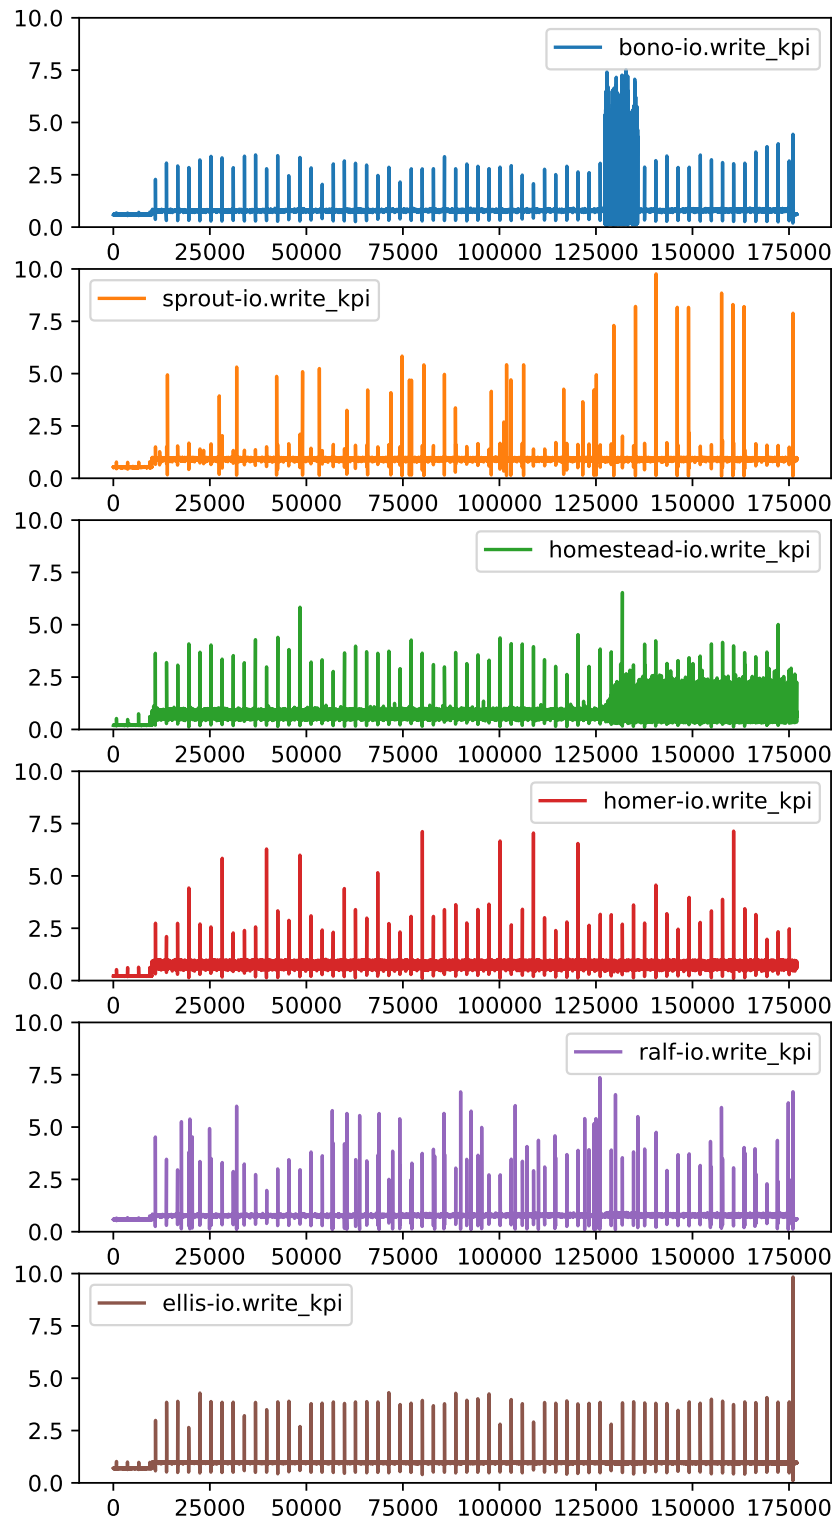 10.0
bono-io.write_kpi
7.5
5.0
2.5
0.0
0 25000 50000 75000 100000 125000 150000 175000
10.0
sprout-io.write_kpi
7.5
5.0
2.5
0.0
0 25000 50000 75000 100000 125000 150000 175000
10.0
homestead-io.write_kpi
7.5
5.0
2.5
0.0
0 25000 50000 75000 100000 125000 150000 175000
10.0
homer-io.write_kpi
7.5
5.0
2.5
0.0
0 25000 50000 75000 100000 125000 150000 175000
10.0
ralf-io.write_kpi
7.5
5.0
2.5
0.0
0 25000 50000 75000 100000 125000 150000 175000
10.0
ellis-io.write_kpi
7.5
5.0
2.5
0.0
0 25000 50000 75000 100000 125000 150000 175000